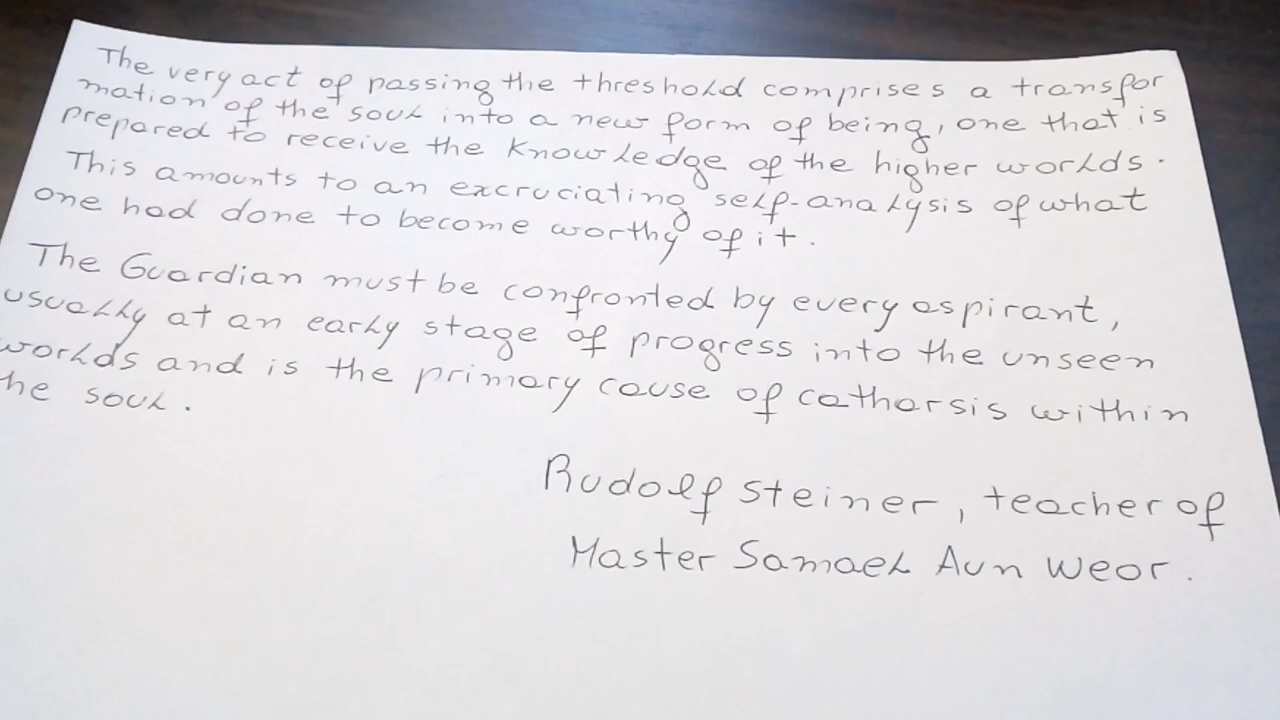 The very act of passing the threshold comprises a transfor
mation of the soul into a new form of being, one that is
prepared to receive the knowledge of the higher worlds.
This amounts to an excruciating self-analysis of what
one had done to become worthy of it.
The Guardian must be confronted by every aspirant,
usually at an early stage of progress into the unseen
worlds and is the primary cause of catharsis within
he soul.
Rudolf Steiner, teacher of
Master Samael Aun Weor.